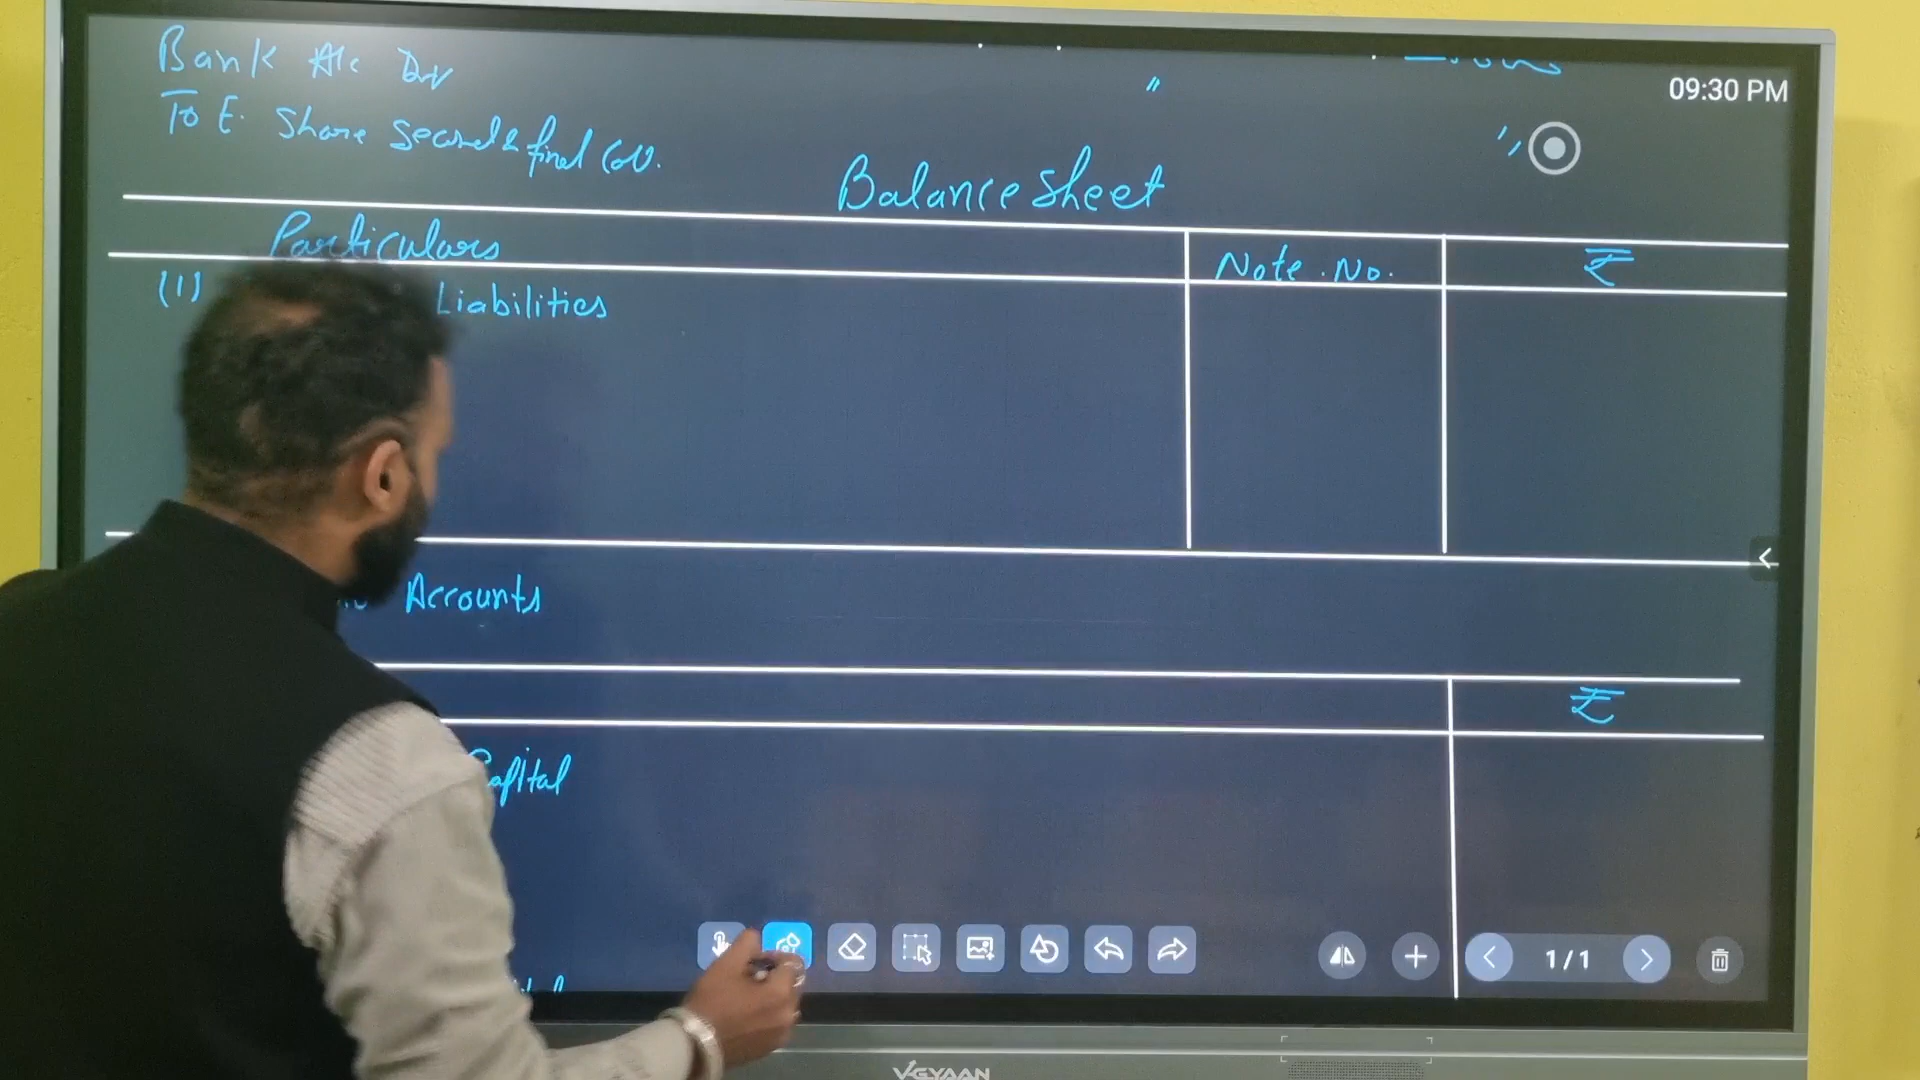 Bank A/c Dr
09:30 PM
To E. Share Second & final Call.
"
Balance Sheet
Particulars Note. No. ₹
(1) Liabilities
Accounts
₹
Capital
1/1
VGYAAN